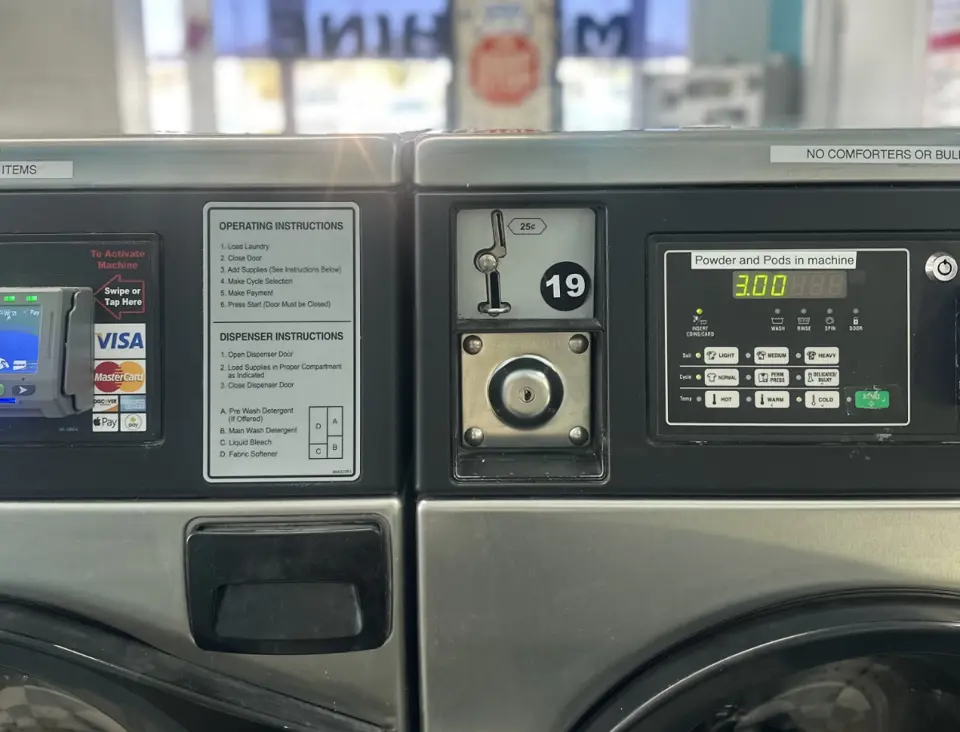 ITEMS
NO COMFORTERS OR BUL
To Activate
Machine
Swipe or
Tap Here
Pay
VISA
MasterCard
DISCOVER
Pay
pay
OPERATING INSTRUCTIONS
1. Load Laundry
2. Close Door
3. Add Supplies (See Instructions Below)
4. Make Cycle Selection
5. Make Payment
6. Press Start (Door Must be Closed)
DISPENSER INSTRUCTIONS
1. Open Dispenser Door
2. Load Supplies in Proper Compartment
as Indicated
3. Close Dispenser Door
A. Pre Wash Detergent
(If Offered)
B. Main Wash Detergent
C. Liquid Bleach
D. Fabric Softener
D A
B
C
25¢
19
Powder and Pods in machine
3.00
INSERT
COINS/CARD
WASH RINSE SPIN DOOR
Soil LIGHT MEDIUM HEAVY
Cycle NORMAL PERM
PRESS DELICATES/
BULKY
Temp HOT WARM COLD START